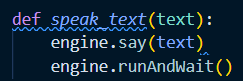 def speak_text(text):
    engine.say(text)
    engine.runAndWait()